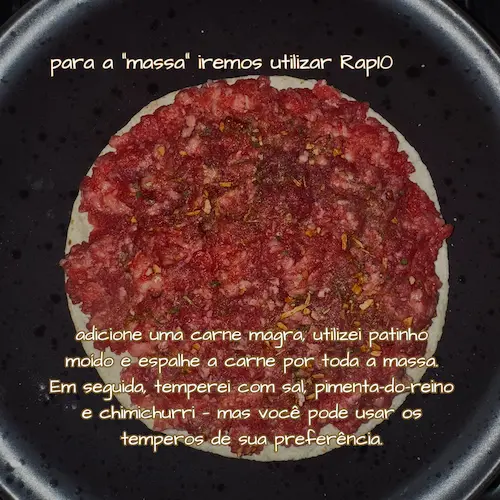 para a "massa" iremos utilizar Rap10
adicione uma carne magra, utilizei patinho
moído e espalhe a carne por toda a massa.
Em seguida, temperei com sal, pimenta-do-reino
e chimichurri - mas você pode usar os
temperos de sua preferência.